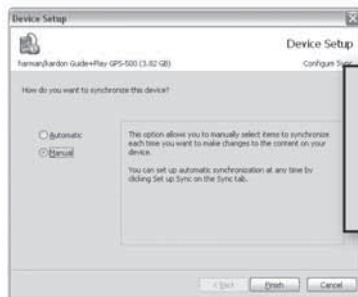 Device Setup
Device Setup
harman/kardon Guide+Play GPS-500 (3.82 GB)
Configure Sync
How do you want to synchronize this device?
Automatic
Manual
This option allows you to manually select items to synchronize
each time you want to make changes to the content on your
device.
You can set up automatic synchronization at any time by
clicking Set up Sync on the Sync tab.
< Back
Finish
Cancel